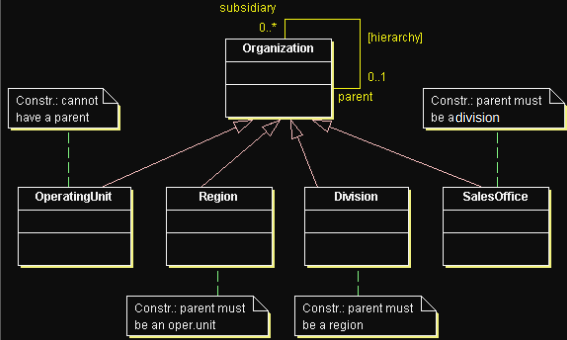 subsidiary
0..*
[hierarchy]
Organization
0..1
parent
Constr.: cannot
have a parent
Constr.: parent must
be a division
OperatingUnit
Region
Division
SalesOffice
Constr.: parent must
be an oper.unit
Constr.: parent must
be a region